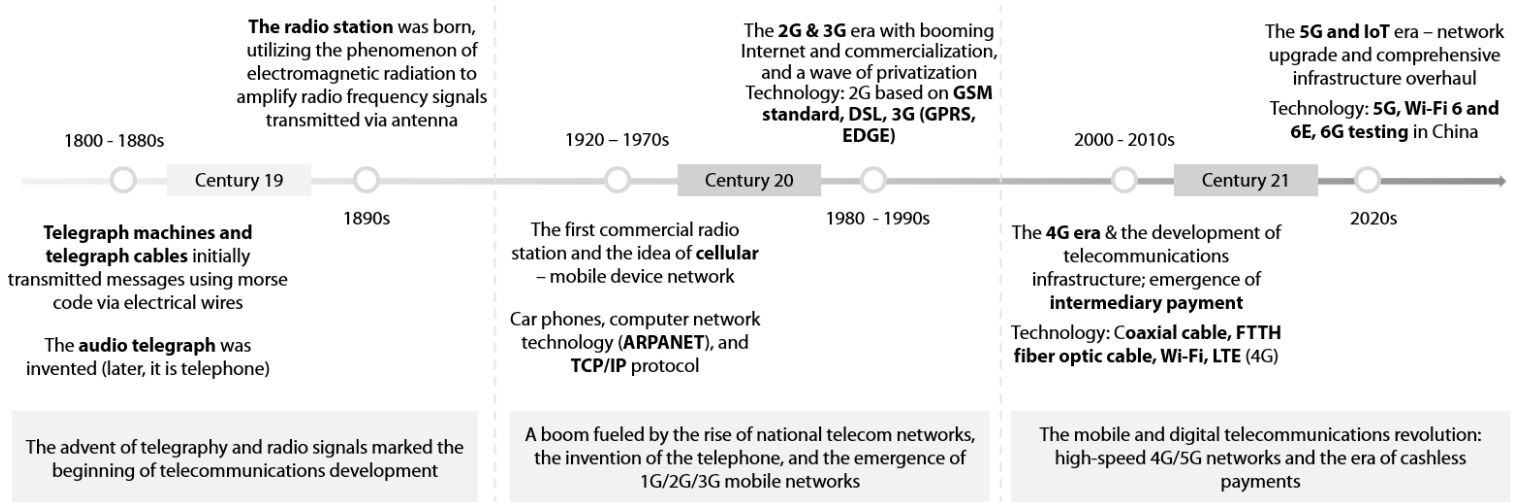 1800 - 1880s
Century 19
Telegraph machines and
telegraph cables initially
transmitted messages using morse
code via electrical wires
The audio telegraph was
invented (later, it is telephone)
The radio station was born,
utilizing the phenomenon of
electromagnetic radiation to
amplify radio frequency signals
transmitted via antenna
1890s
The advent of telegraphy and radio signals marked the
beginning of telecommunications development
1920 – 1970s
Century 20
The first commercial radio
station and the idea of cellular
– mobile device network
Car phones, computer network
technology (ARPANET), and
TCP/IP protocol
The 2G & 3G era with booming
Internet and commercialization,
and a wave of privatization
Technology: 2G based on GSM
standard, DSL, 3G (GPRS,
EDGE)
1980 - 1990s
A boom fueled by the rise of national telecom networks,
the invention of the telephone, and the emergence of
1G/2G/3G mobile networks
2000 - 2010s
Century 21
The 4G era & the development of
telecommunications
infrastructure; emergence of
intermediary payment
Technology: Coaxial cable, FTTH
fiber optic cable, Wi-Fi, LTE (4G)
The 5G and IoT era – network
upgrade and comprehensive
infrastructure overhaul
Technology: 5G, Wi-Fi 6 and
6E, 6G testing in China
2020s
The mobile and digital telecommunications revolution:
high-speed 4G/5G networks and the era of cashless
payments